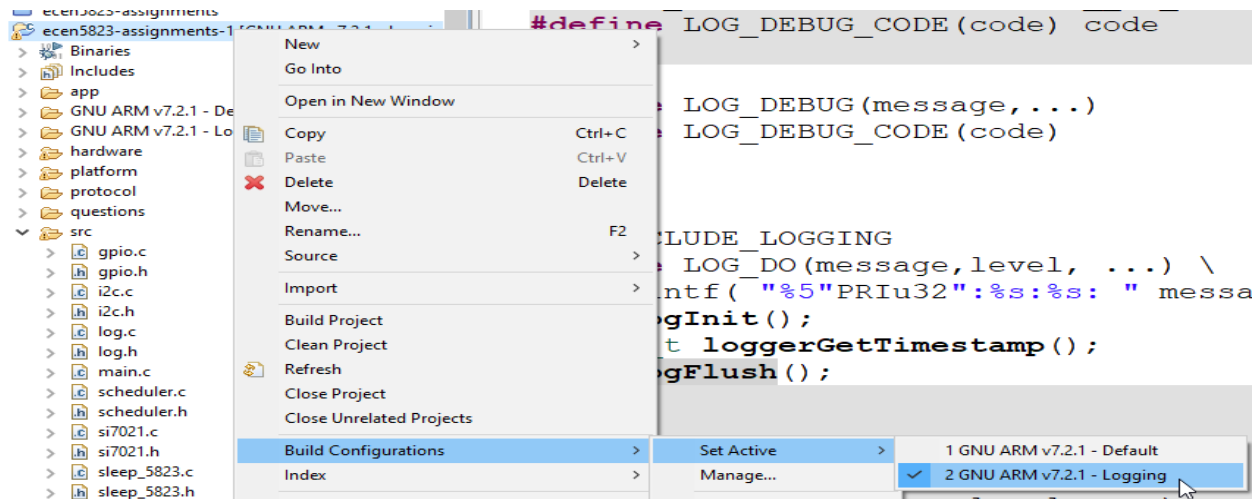 ecen5823-assignments
ecen5823-assignments-1
Binaries
Includes
app
GNU ARM v7.2.1 - De
GNU ARM v7.2.1 - Lo
hardware
platform
protocol
questions
src
gpio.c
gpio.h
i2c.c
i2c.h
log.c
log.h
main.c
scheduler.c
scheduler.h
si7021.c
si7021.h
sleep_5823.c
sleep_5823.h
New
Go Into
Open in New Window
Copy Ctrl+C
Paste Ctrl+V
Delete Delete
Move...
Rename... F2
Source
Import
Build Project
Clean Project
Refresh
Close Project
Close Unrelated Projects
Build Configurations
Index
Set Active
Manage...
1 GNU ARM v7.2.1 - Default
2 GNU ARM v7.2.1 - Logging
#define LOG_DEBUG_CODE(code) code
e LOG_DEBUG(message,...)
e LOG_DEBUG_CODE(code)
CLUDE_LOGGING
e LOG_DO(message,level, ...) \
ntf( "%5"PRIu32":%s:%s: " messa
ogInit();
t loggerGetTimestamp();
ogFlush();